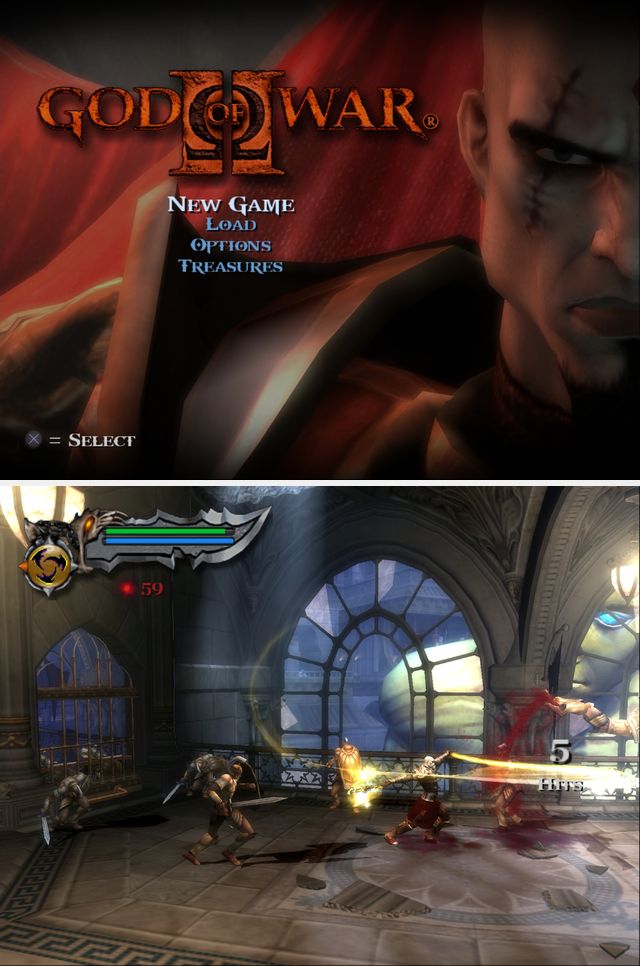 GOD OF WAR®
II
NEW GAME
LOAD
OPTIONS
TREASURES
= SELECT
59
5
HITS